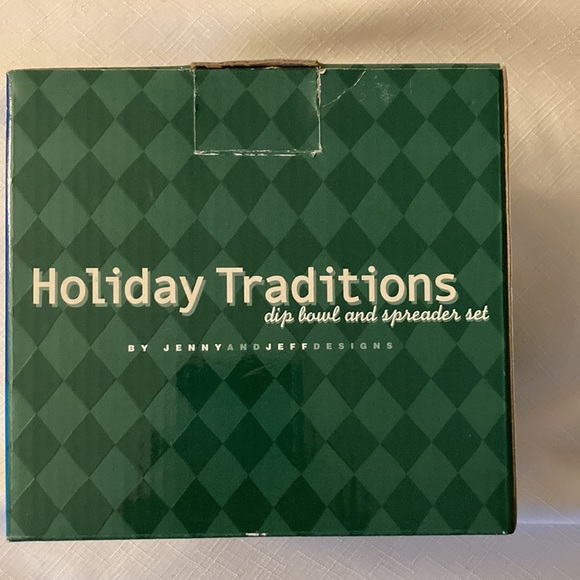 Holiday Traditions
dip bowl and spreader set
BY JENNYANDJEFFDESIGNS